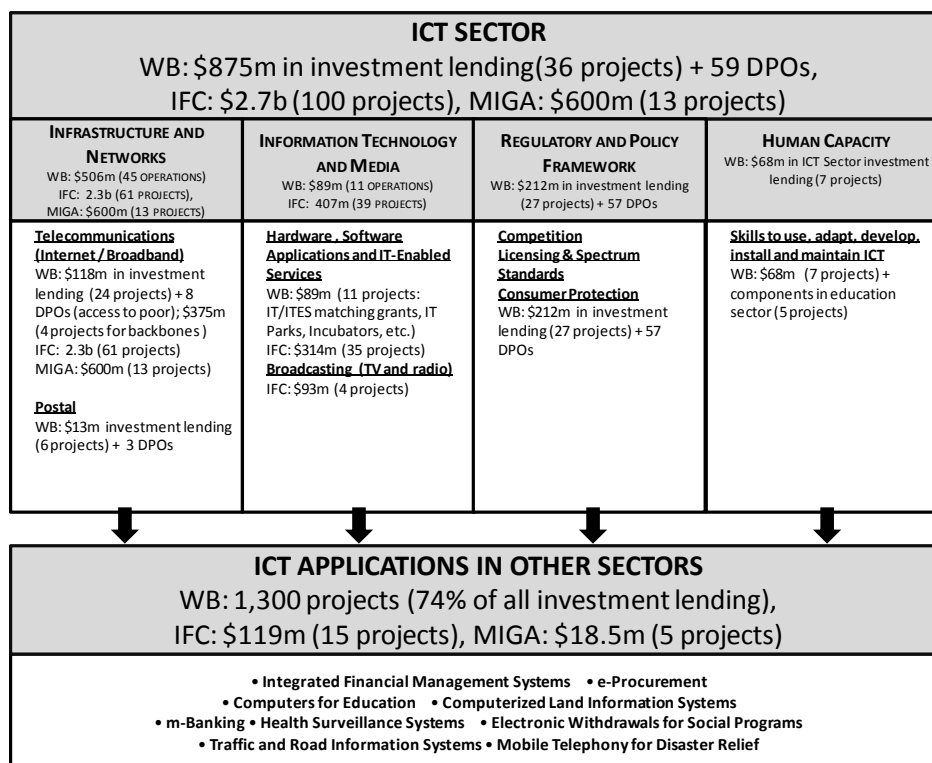 ICT SECTOR
WB: $875m in investment lending(36 projects) + 59 DPOs,
IFC: $2.7b (100 projects), MIGA: $600m (13 projects)
INFRASTRUCTURE AND
NETWORKS
WB: $506m (45 OPERATIONS)
IFC: 2.3b (61 PROJECTS),
MIGA: $600m (13 PROJECTS)
INFORMATION TECHNOLOGY
AND MEDIA
WB: $89m (11 OPERATIONS)
IFC: 407m (39 PROJECTS)
REGULATORY AND POLICY
FRAMEWORK
WB: $212m in investment lending
(27 projects) + 57 DPOs
HUMAN CAPACITY
WB: $68m in ICT Sector investment
lending (7 projects)
Telecommunications
(Internet / Broadband)
WB: $118m in investment
lending (24 projects) + 8
DPOs (access to poor); $375m
(4 projects for backbones )
IFC: 2.3b (61 projects)
MIGA: $600m (13 projects)
Postal
WB: $13m investment lending
(6 projects) + 3 DPOs
Hardware , Software
Applications and IT-Enabled
Services
WB: $89m (11 projects:
IT/ITES matching grants, IT
Parks, Incubators, etc.)
IFC: $314m (35 projects)
Broadcasting (TV and radio)
IFC: $93m (4 projects)
Competition
Licensing & Spectrum
Standards
Consumer Protection
WB: $212m in investment
lending (27 projects) + 57
DPOs
Skills to use, adapt, develop,
install and maintain ICT
WB: $68m (7 projects) +
components in education
sector (5 projects)
ICT APPLICATIONS IN OTHER SECTORS
WB: 1,300 projects (74% of all investment lending),
IFC: $119m (15 projects), MIGA: $18.5m (5 projects)
• Integrated Financial Management Systems • e-Procurement
• Computers for Education • Computerized Land Information Systems
• m-Banking • Health Surveillance Systems • Electronic Withdrawals for Social Programs
• Traffic and Road Information Systems • Mobile Telephony for Disaster Relief